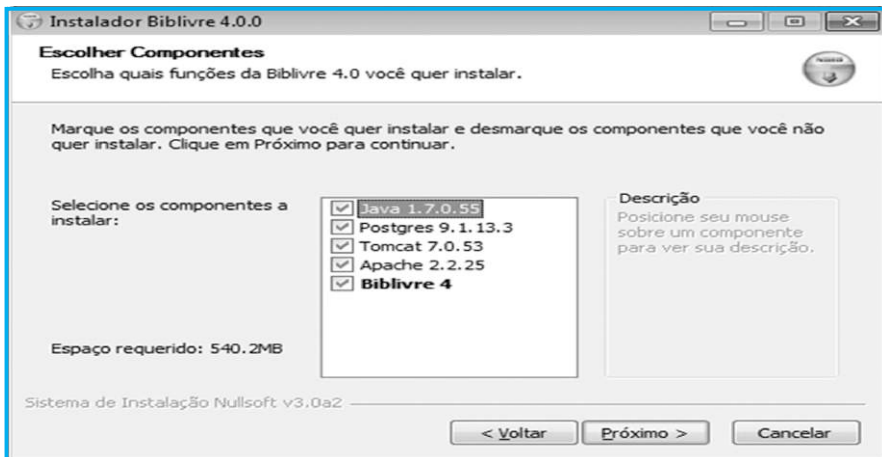 Instalador Biblivre 4.0.0
Escolher Componentes
Escolha quais funções da Biblivre 4.0 você quer instalar.
Marque os componentes que você quer instalar e desmarque os componentes que você não
quer instalar. Clique em Próximo para continuar.
Selecione os componentes a
instalar:
Java 1.7.0.55
Postgres 9.1.13.3
Tomcat 7.0.53
Apache 2.2.25
Biblivre 4
Descrição
Posicione seu mouse
sobre um componente
para ver sua descrição.
Espaço requerido: 540.2MB
Sistema de Instalação Nullsoft v3.0a2
< Voltar
Próximo >
Cancelar